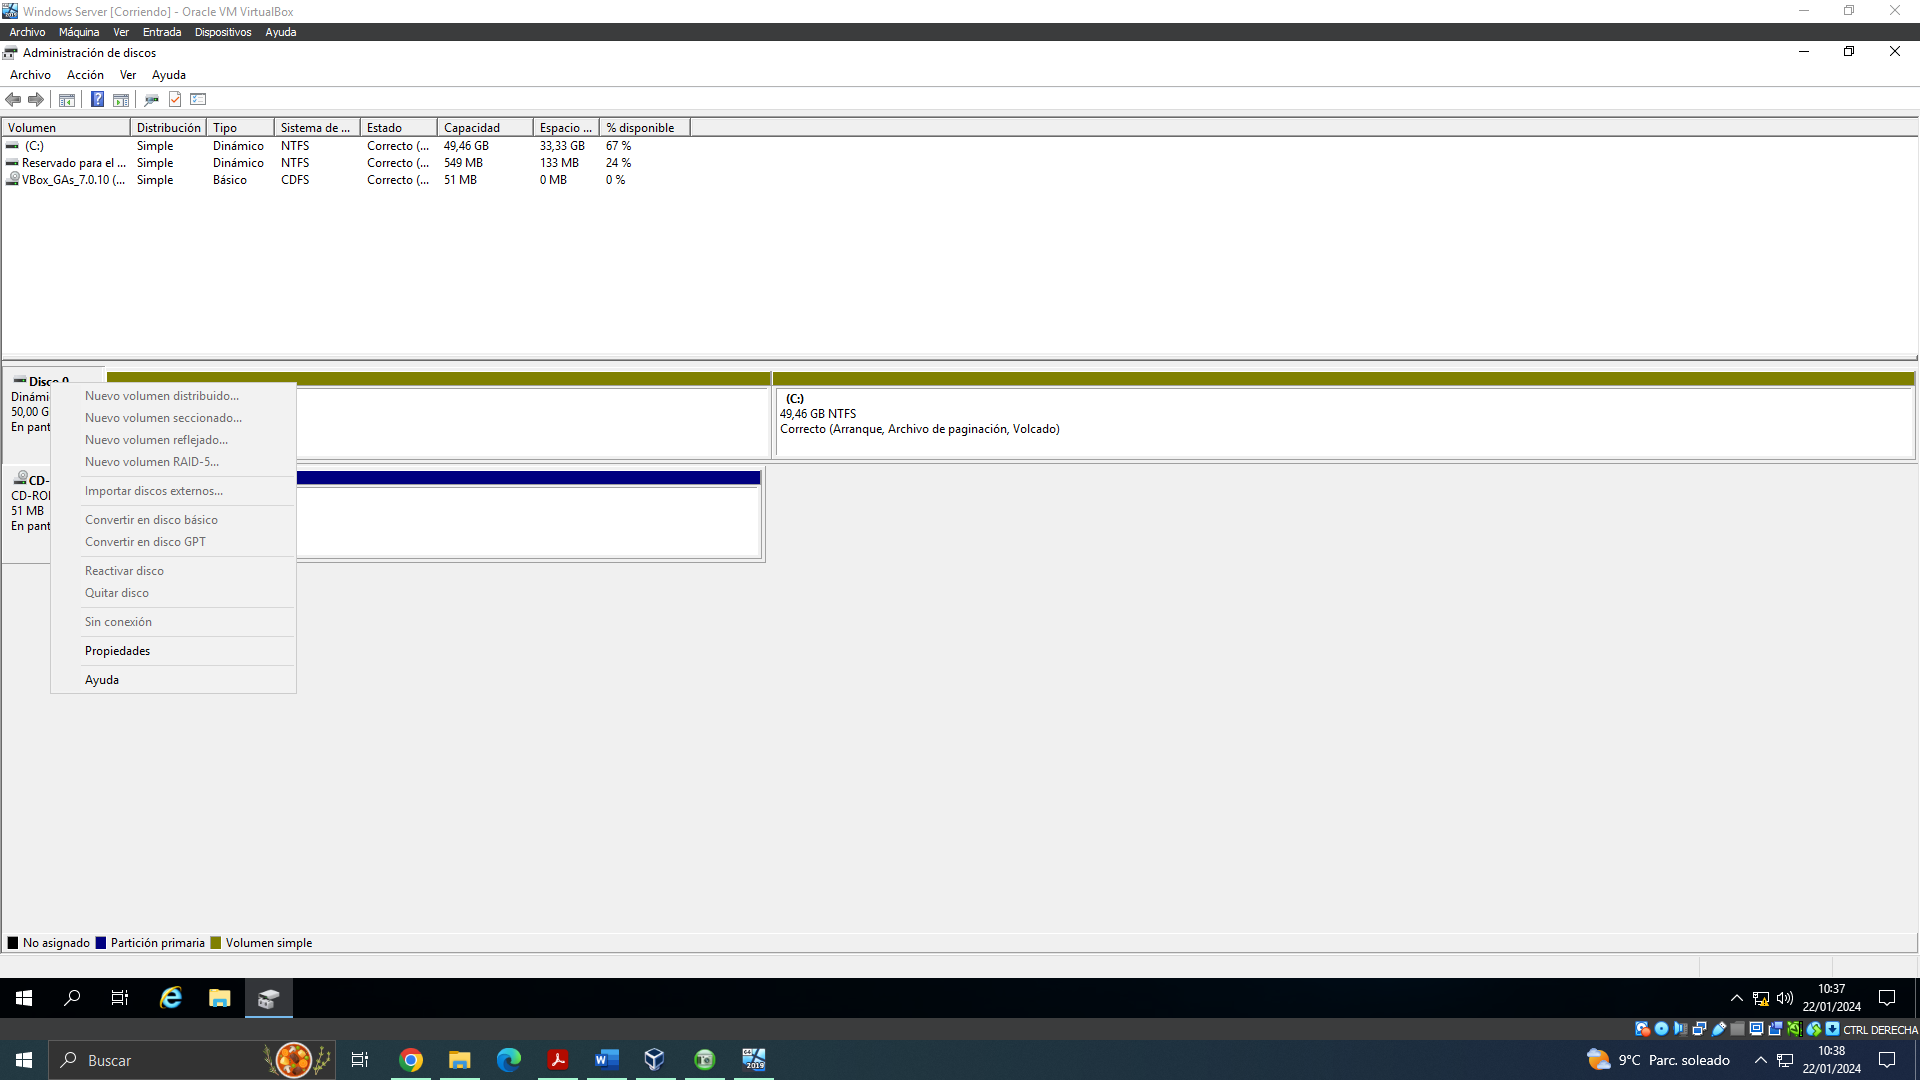 Windows Server [Corriendo] - Oracle VM VirtualBox
Archivo Máquina Ver Entrada Dispositivos Ayuda
Administración de discos
Archivo Acción Ver Ayuda
Volumen Distribución Tipo Sistema de ... Estado Capacidad Espacio ... % disponible
(C:) Simple Dinámico NTFS Correcto (... 49,46 GB 33,33 GB 67 %
Reservado para el ... Simple Dinámico NTFS Correcto (... 549 MB 133 MB 24 %
VBox_GAs_7.0.10 (... Simple Básico CDFS Correcto (... 51 MB 0 MB 0 %
Disco 0
Dinámi
50,00 G
En pant
(C:)
49,46 GB NTFS
Correcto (Arranque, Archivo de paginación, Volcado)
CD-
CD-RO
51 MB
En pant
Nuevo volumen distribuido...
Nuevo volumen seccionado...
Nuevo volumen reflejado...
Nuevo volumen RAID-5...
Importar discos externos...
Convertir en disco básico
Convertir en disco GPT
Reactivar disco
Quitar disco
Sin conexión
Propiedades
Ayuda
No asignado Partición primaria Volumen simple
10:37
22/01/2024
CTRL DERECHA
Buscar
64
2019
9°C Parc. soleado
10:38
22/01/2024